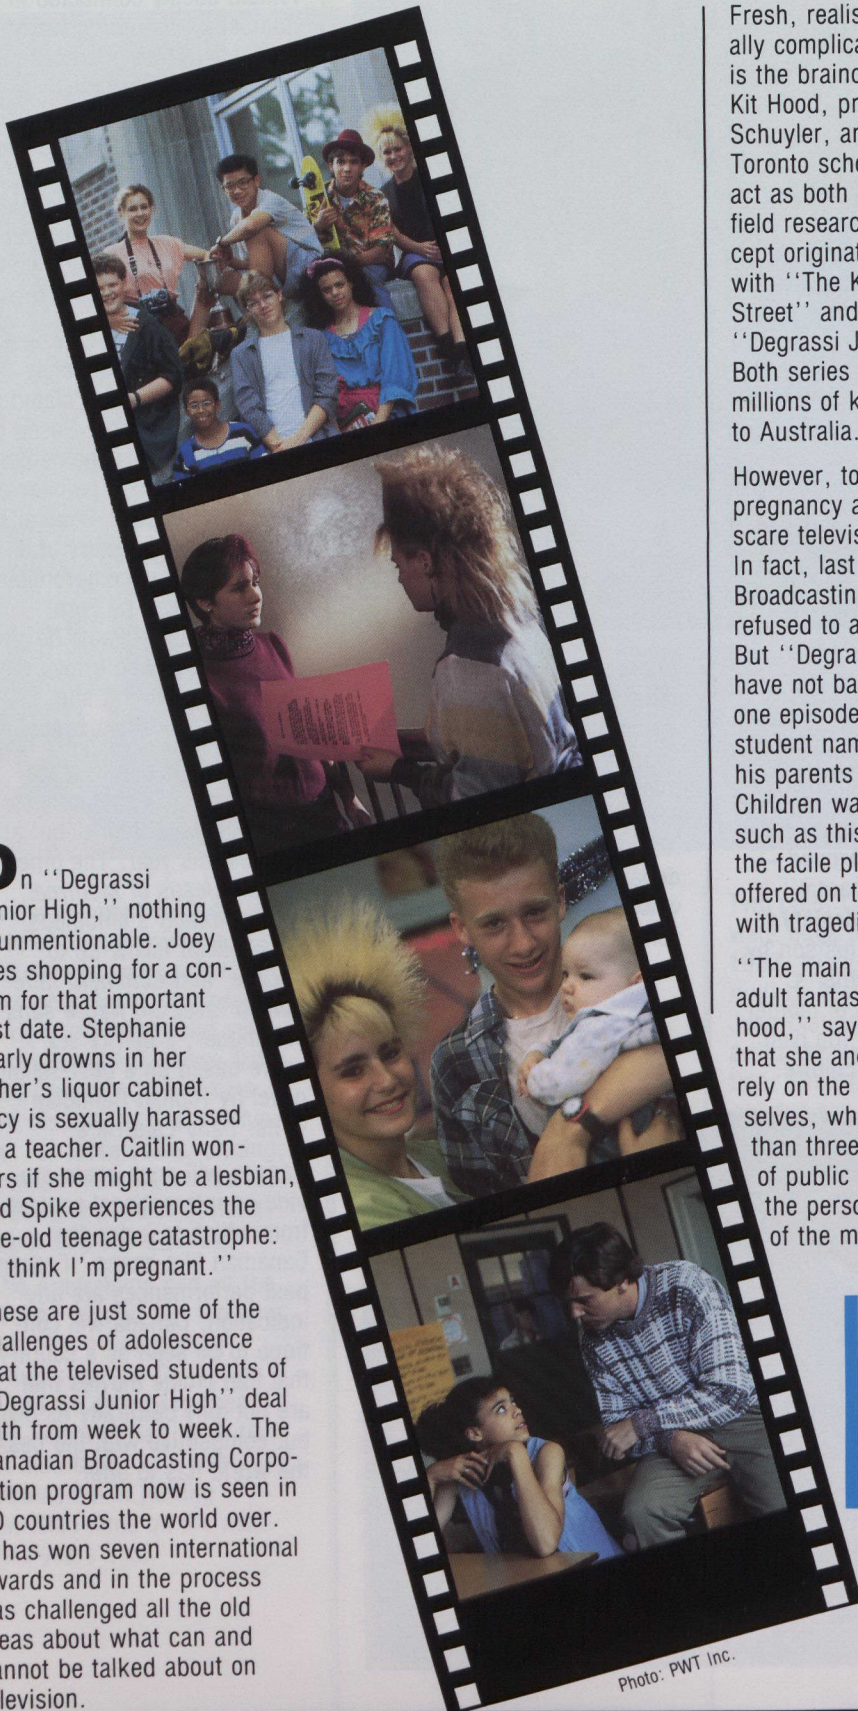 On ‘‘Degrassi
nior High,’’ nothing
unmentionable. Joey
es shopping for a con-
m for that important
st date. Stephanie
arly drowns in her
her's liquor cabinet.
cy is sexually harassed
a teacher. Caitlin won-
rs if she might be a lesbian,
d Spike experiences the
e-old teenage catastrophe:
think I'm pregnant.’’
hese are just some of the
allenges of adolescence
at the televised students of
Degrassi Junior High’’ deal
th from week to week. The
anadian Broadcasting Corpo-
tion program now is seen in
0 countries the world over.
has won seven international
wards and in the process
as challenged all the old
eas about what can and
annot be talked about on
levision.
Fresh, realis
ally complica
is the brainc
Kit Hood, pr
Schuyler, an
Toronto scho
act as both
field researc
cept originat
with ‘‘The K
Street’’ and
‘‘Degrassi J
Both series
millions of k
to Australia.
However, to
pregnancy a
scare televis
In fact, last
Broadcastin
refused to a
But ‘‘Degra
have not ba
one episode
student nam
his parents
Children wa
such as this
the facile pl
offered on t
with tragedi
‘‘The main
adult fantas
hood,’’ say
that she and
rely on the
selves, wh
than three
of public
the perso
of the m
Photo: PWT Inc.